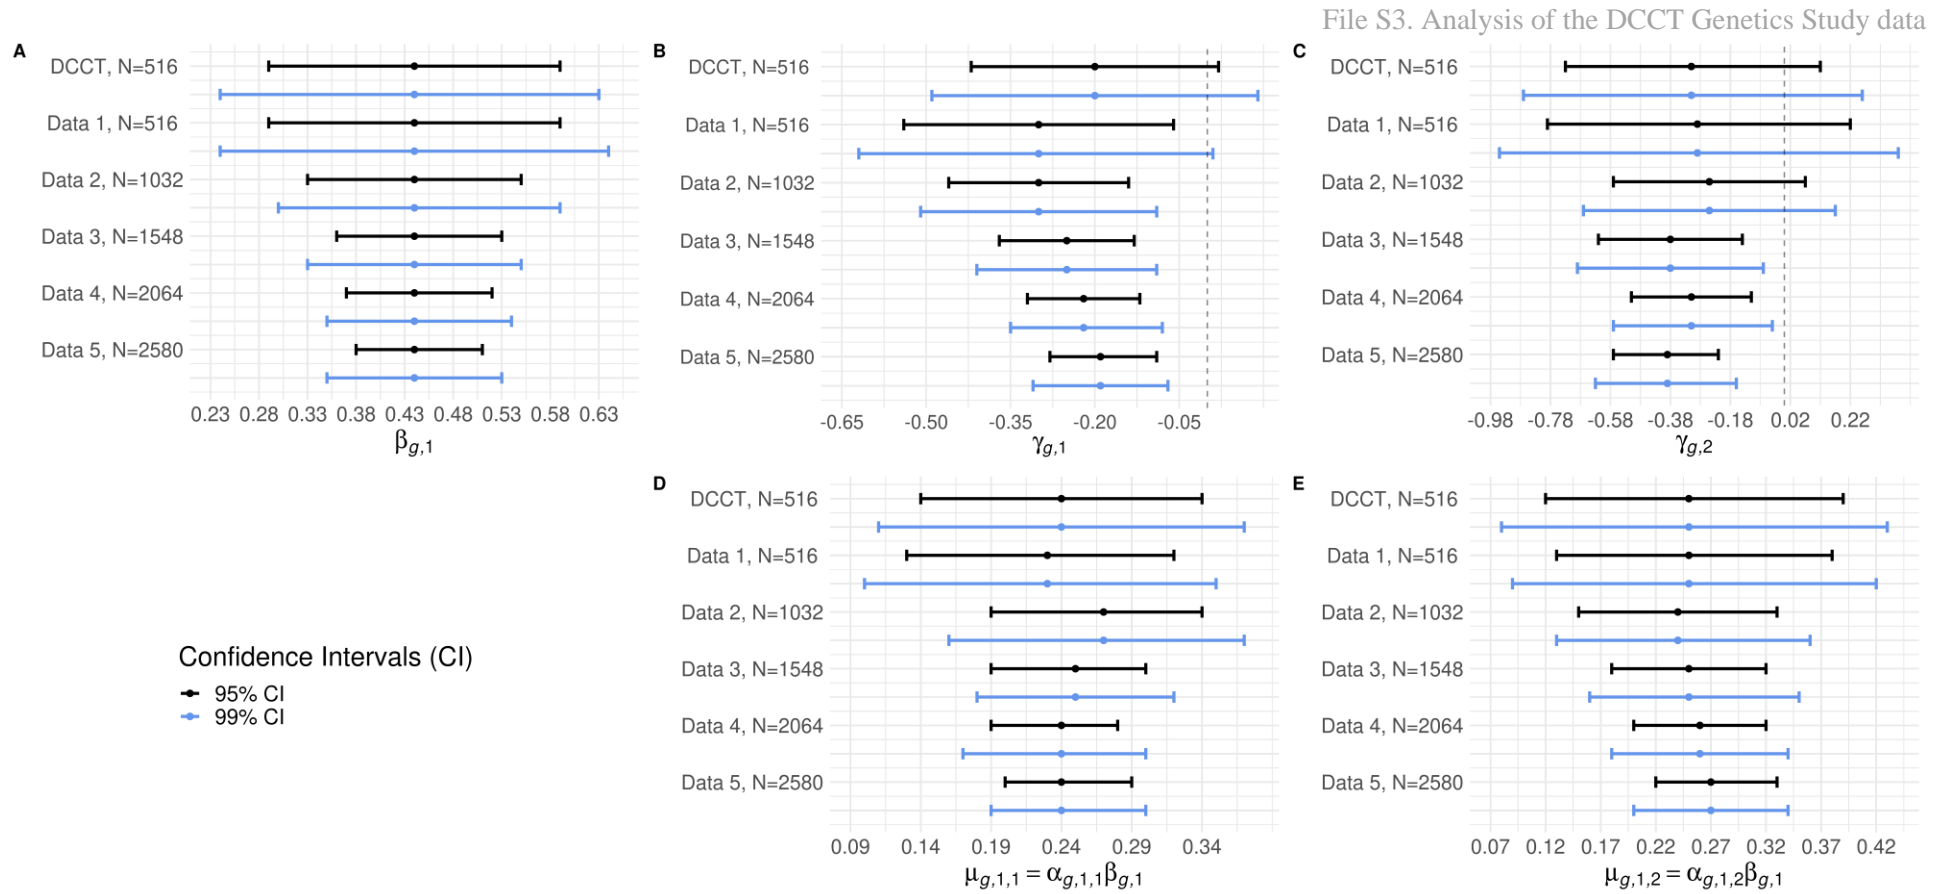 File S3. Analysis of the DCCT Genetics Study data
A
DCCT, N=516
Data 1, N=516
Data 2, N=1032
Data 3, N=1548
Data 4, N=2064
Data 5, N=2580
0.23 0.28 0.33 0.38 0.43 0.48 0.53 0.58 0.63
βg,1
B
DCCT, N=516
Data 1, N=516
Data 2, N=1032
Data 3, N=1548
Data 4, N=2064
Data 5, N=2580
-0.65 -0.50 -0.35 -0.20 -0.05
γg,1
C
DCCT, N=516
Data 1, N=516
Data 2, N=1032
Data 3, N=1548
Data 4, N=2064
Data 5, N=2580
-0.98 -0.78 -0.58 -0.38 -0.18 0.02 0.22
γg,2
Confidence Intervals (CI)
95% CI
99% CI
D
DCCT, N=516
Data 1, N=516
Data 2, N=1032
Data 3, N=1548
Data 4, N=2064
Data 5, N=2580
0.09 0.14 0.19 0.24 0.29 0.34
μg,1,1 = αg,1,1βg,1
E
DCCT, N=516
Data 1, N=516
Data 2, N=1032
Data 3, N=1548
Data 4, N=2064
Data 5, N=2580
0.07 0.12 0.17 0.22 0.27 0.32 0.37 0.42
μg,1,2 = αg,1,2βg,1